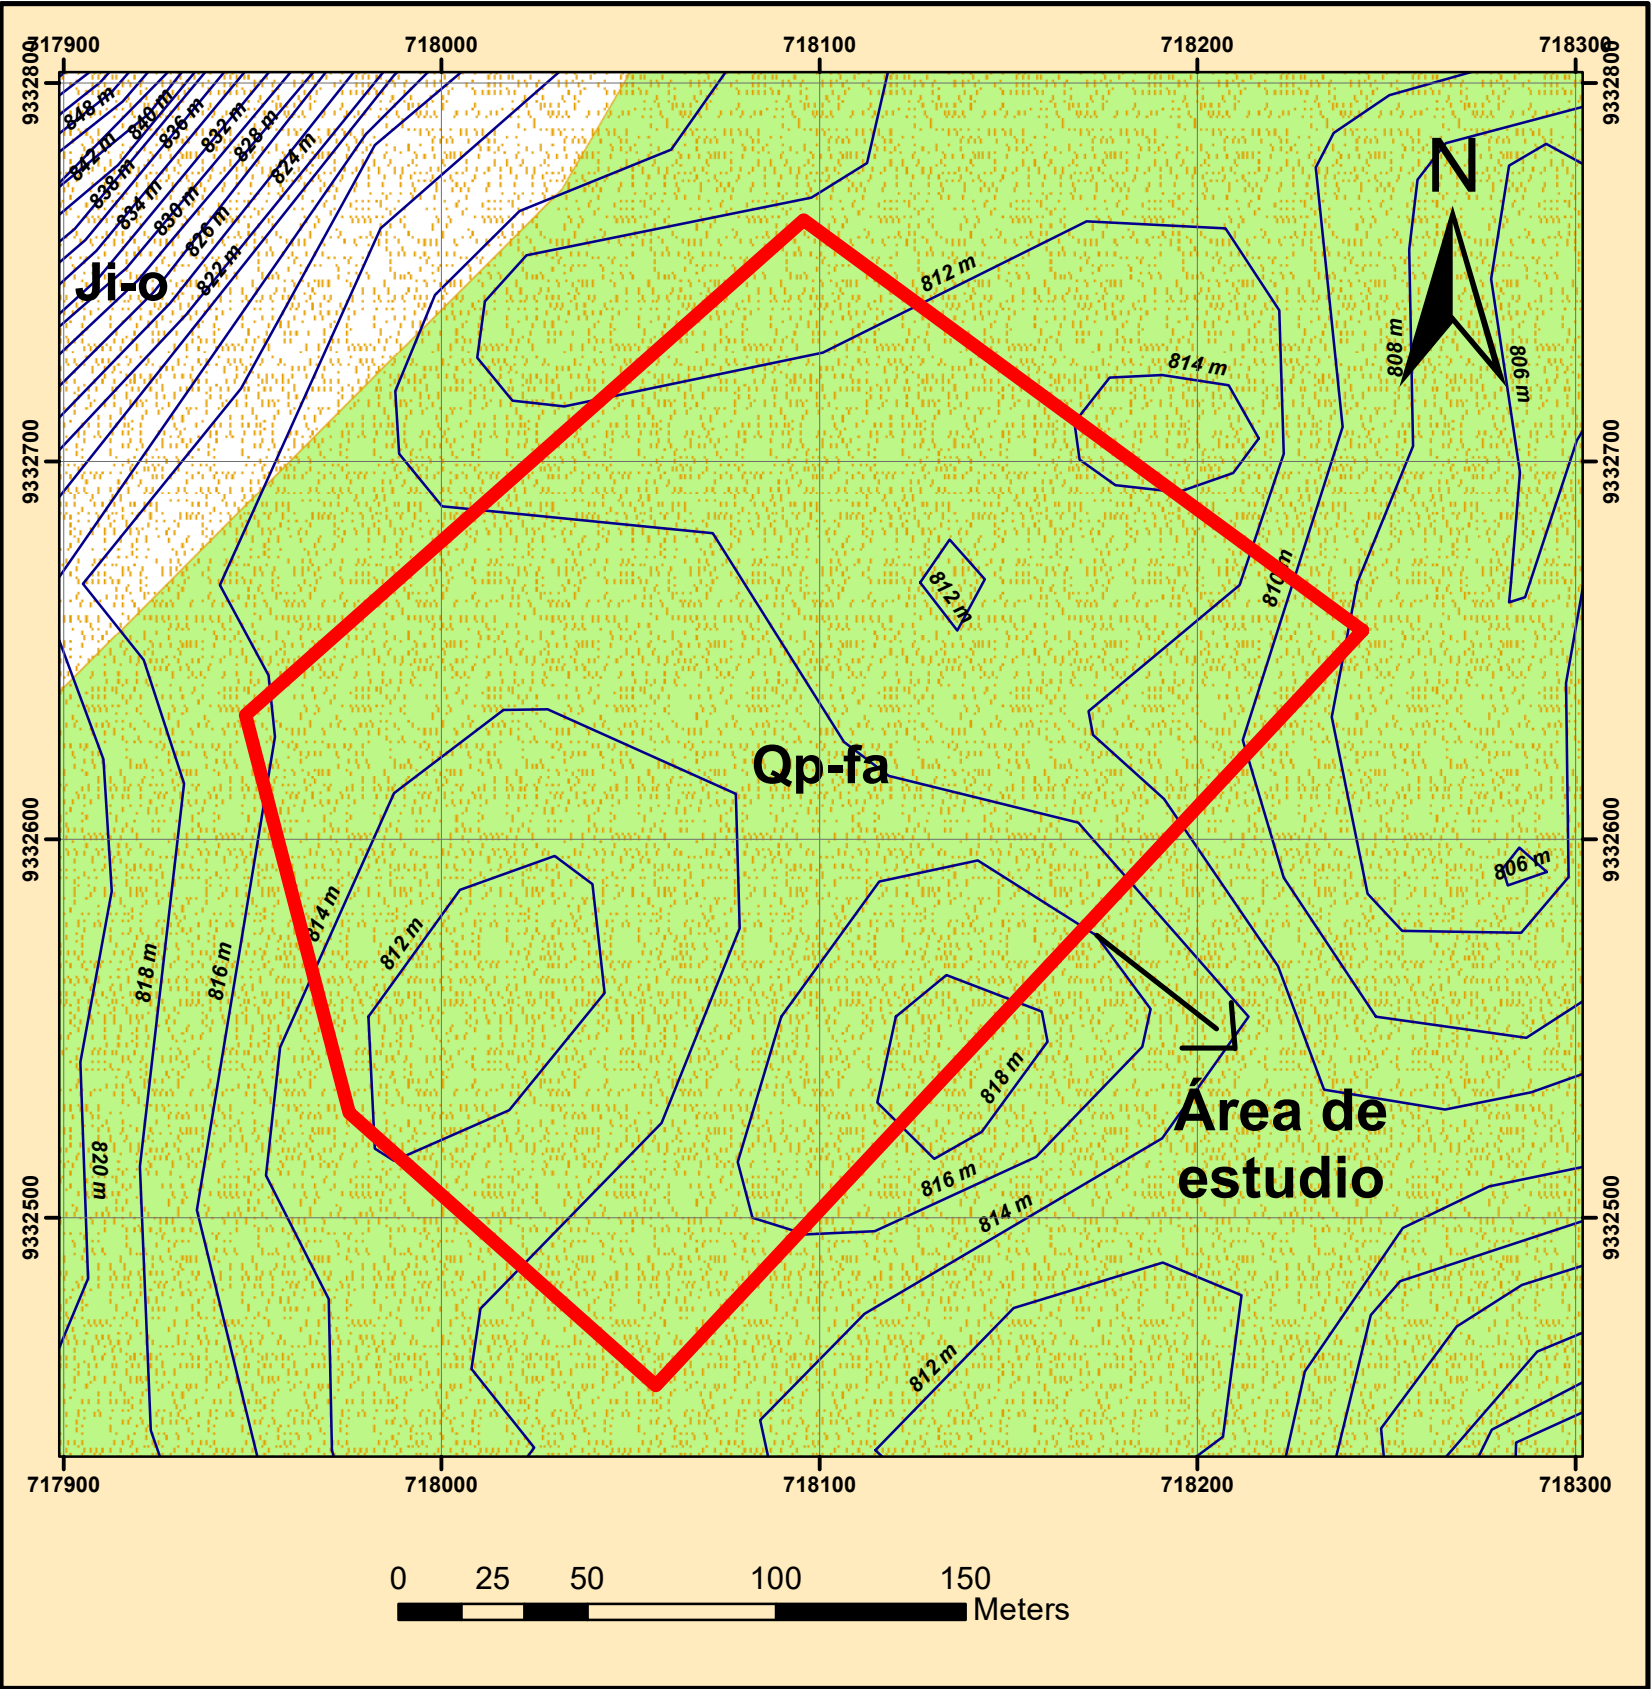 717900 718000 718100 718200 718300
9332800 9332800
848 m
840 m
836 m
832 m
828 m
824 m
842 m
838 m
834 m
830 m
826 m
822 m
Ji-o
N
812 m
814 m
808 m
806 m
9332700 9332700
812 m
810 m
Qp-fa
9332600 9332600
806 m
814 m
812 m
818 m
816 m
818 m
Área de
estudio
820 m
816 m
814 m
9332500 9332500
812 m
717900 718000 718100 718200 718300
0 25 50 100 150
Meters